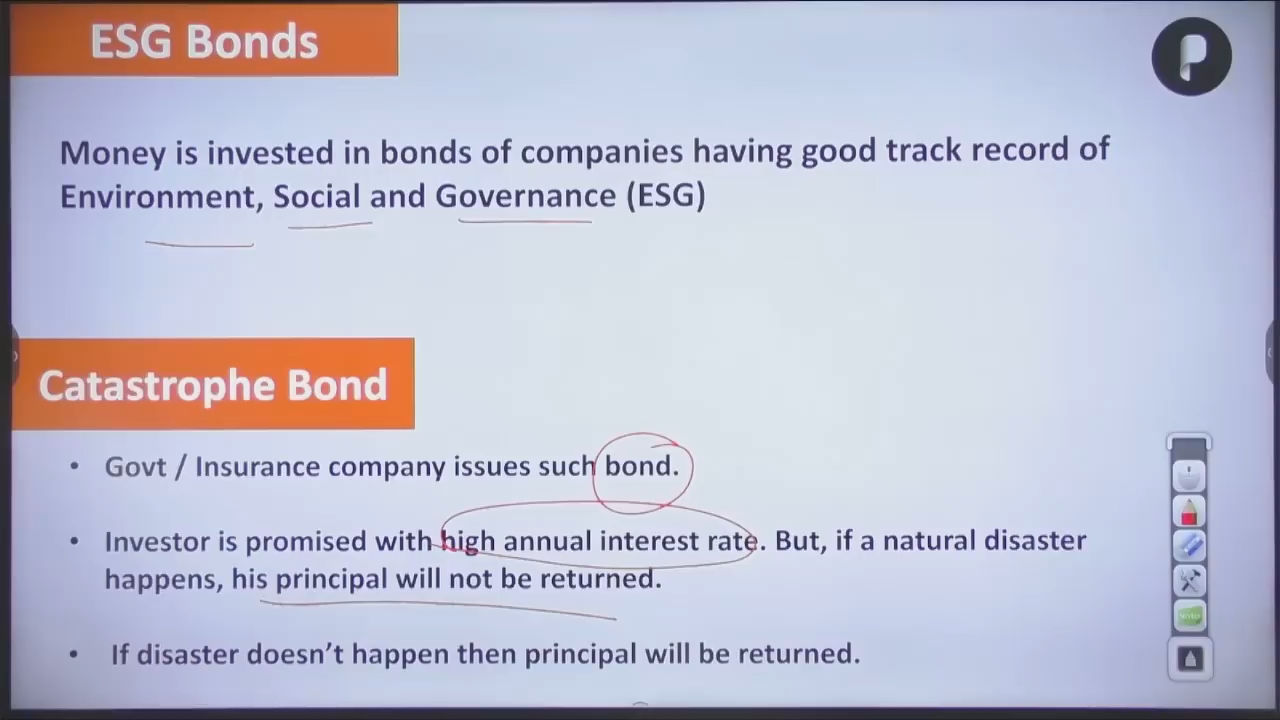 ESG Bonds
Money is invested in bonds of companies having good track record of
Environment, Social and Governance (ESG)
Catastrophe Bond
• Govt / Insurance company issues such bond.
• Investor is promised with high annual interest rate. But, if a natural disaster
happens, his principal will not be returned.
• If disaster doesn't happen then principal will be returned.